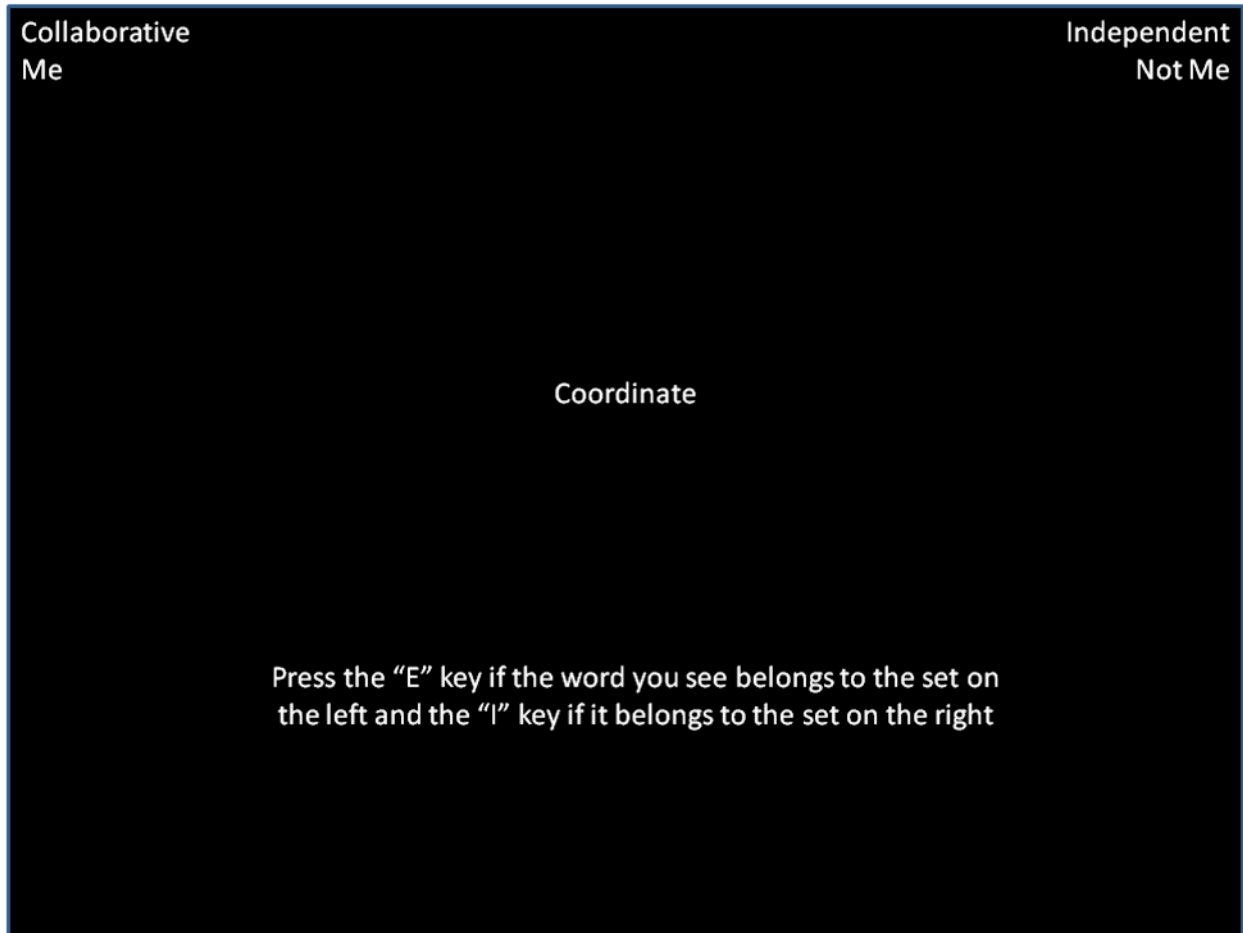 Collaborative
Me
Independent
Not Me
Coordinate
Press the “E” key if the word you see belongs to the set on
the left and the “I” key if it belongs to the set on the right